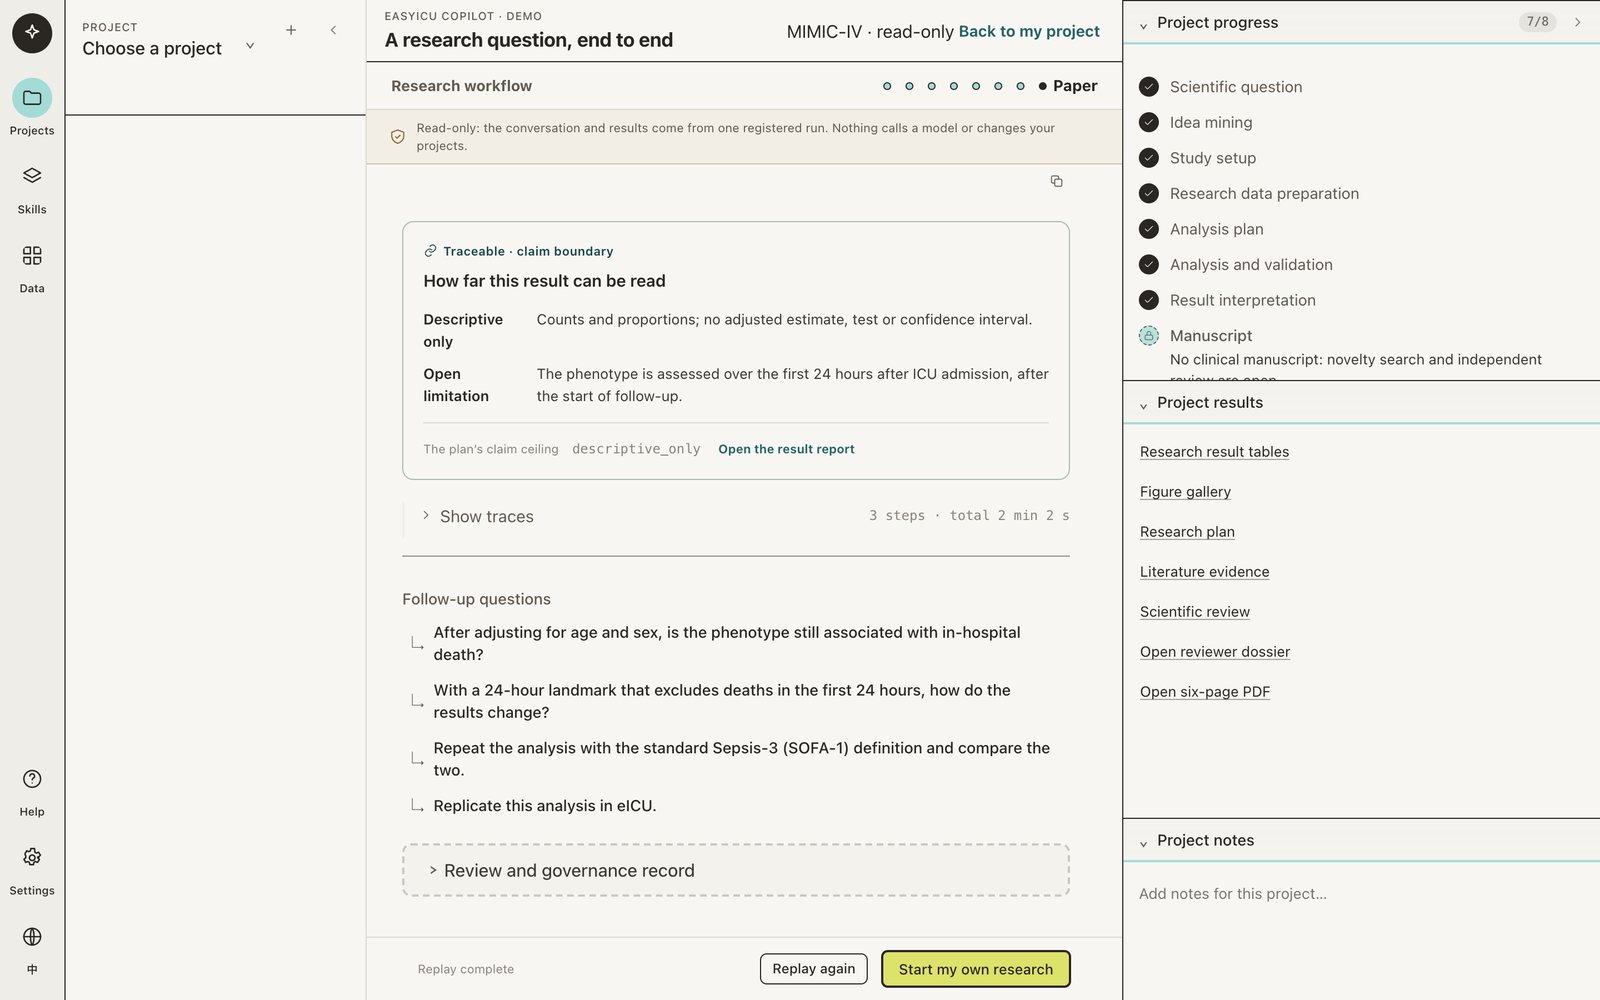 Projects
Skills
Data
Help
Settings
中
PROJECT
Choose a project
EASYICU COPILOT · DEMO
A research question, end to end
MIMIC-IV · read-only Back to my project
Research workflow
Paper
Read-only: the conversation and results come from one registered run. Nothing calls a model or changes your
projects.
Traceable · claim boundary
How far this result can be read
Descriptive only
Counts and proportions; no adjusted estimate, test or confidence interval.
Open limitation
The phenotype is assessed over the first 24 hours after ICU admission, after
the start of follow-up.
The plan's claim ceiling descriptive_only Open the result report
Show traces
3 steps · total 2 min 2 s
Follow-up questions
After adjusting for age and sex, is the phenotype still associated with in-hospital
death?
With a 24-hour landmark that excludes deaths in the first 24 hours, how do the
results change?
Repeat the analysis with the standard Sepsis-3 (SOFA-1) definition and compare the
two.
Replicate this analysis in eICU.
> Review and governance record
Replay complete
Replay again
Start my own research
Project progress
7/8
Scientific question
Idea mining
Study setup
Research data preparation
Analysis plan
Analysis and validation
Result interpretation
Manuscript
No clinical manuscript: novelty search and independent
review are open
Project results
Research result tables
Figure gallery
Research plan
Literature evidence
Scientific review
Open reviewer dossier
Open six-page PDF
Project notes
Add notes for this project...